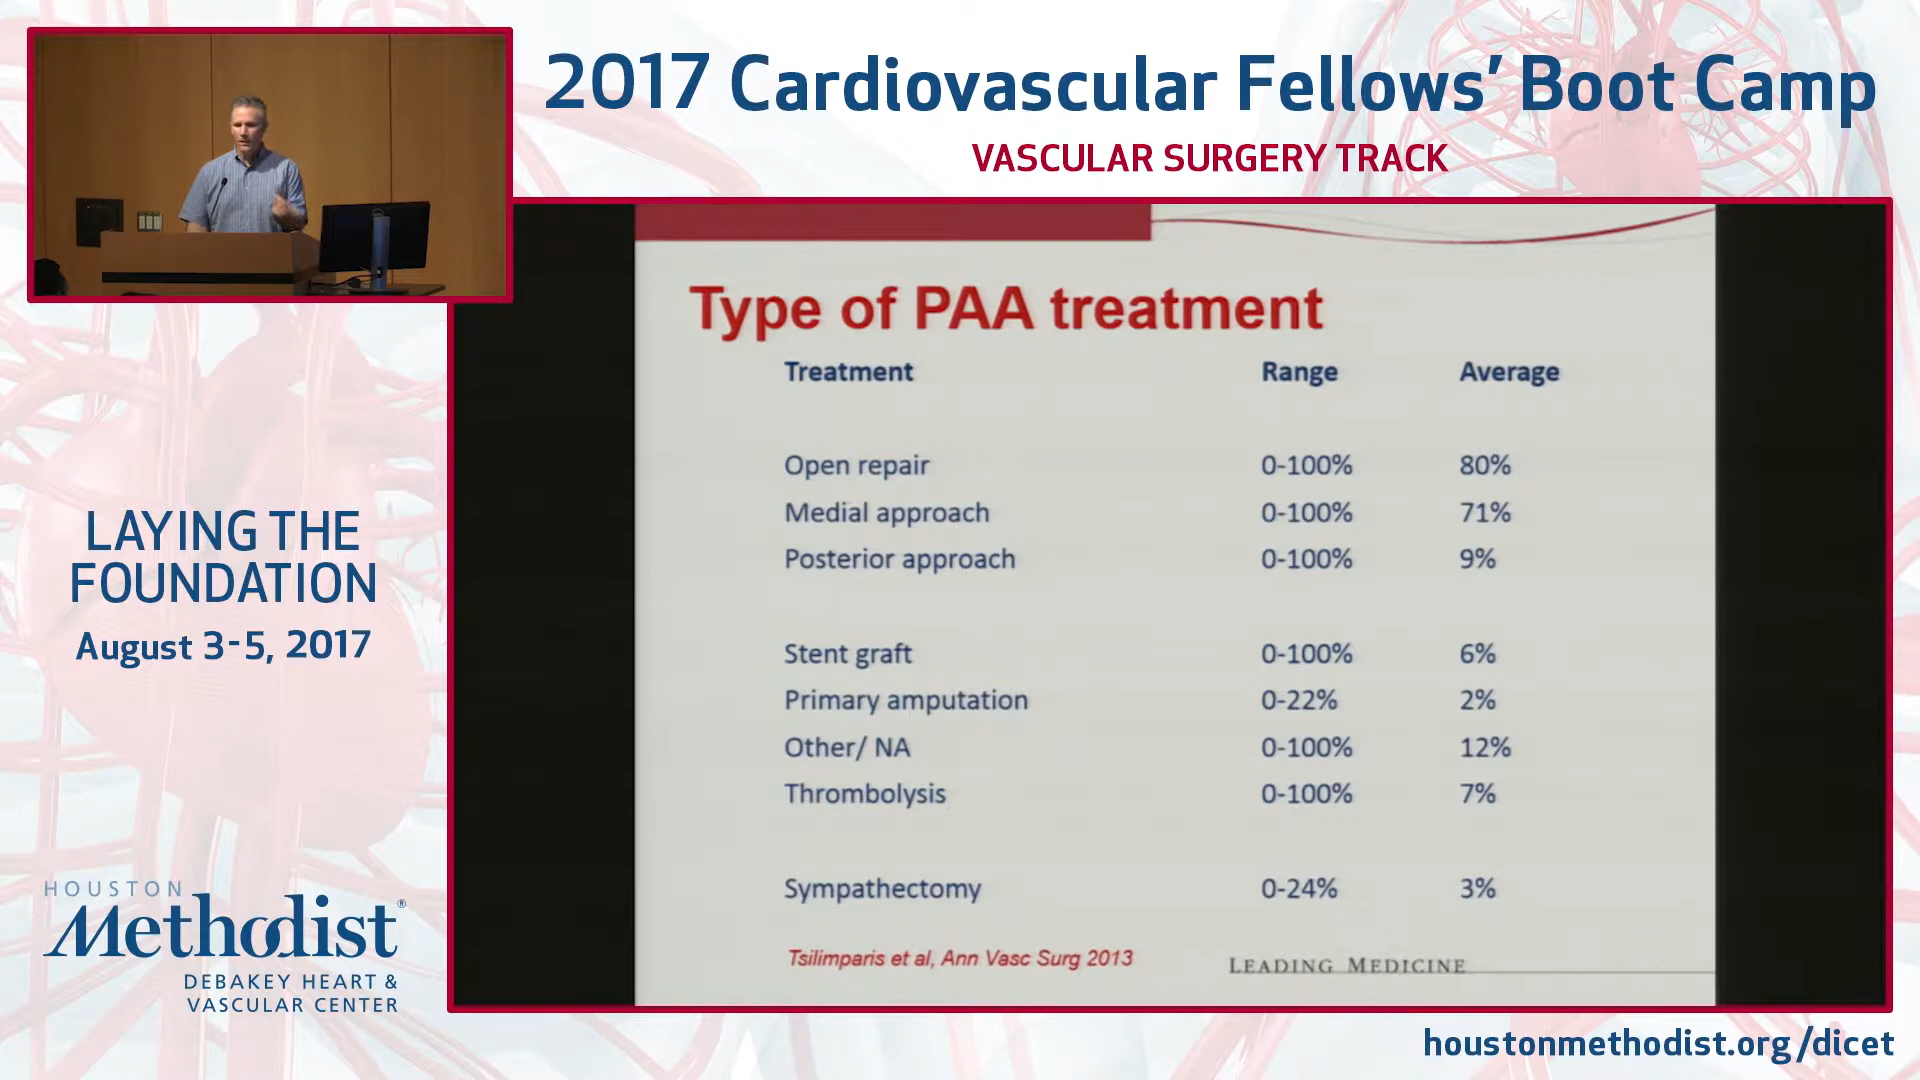 2017 Cardiovascular Fellows’ Boot Camp
VASCULAR SURGERY TRACK
Type of PAA treatment
Treatment Range Average
Open repair 0-100% 80%
Medial approach 0-100% 71%
Posterior approach 0-100% 9%
Stent graft 0-100% 6%
Primary amputation 0-22% 2%
Other/ NA 0-100% 12%
Thrombolysis 0-100% 7%
Sympathectomy 0-24% 3%
Tsilimparis et al, Ann Vasc Surg 2013
LEADING MEDICINE
LAYING THE
FOUNDATION
August 3-5, 2017
HOUSTON
Methodist®
DEBAKEY HEART &
VASCULAR CENTER
houstonmethodist.org/dicet